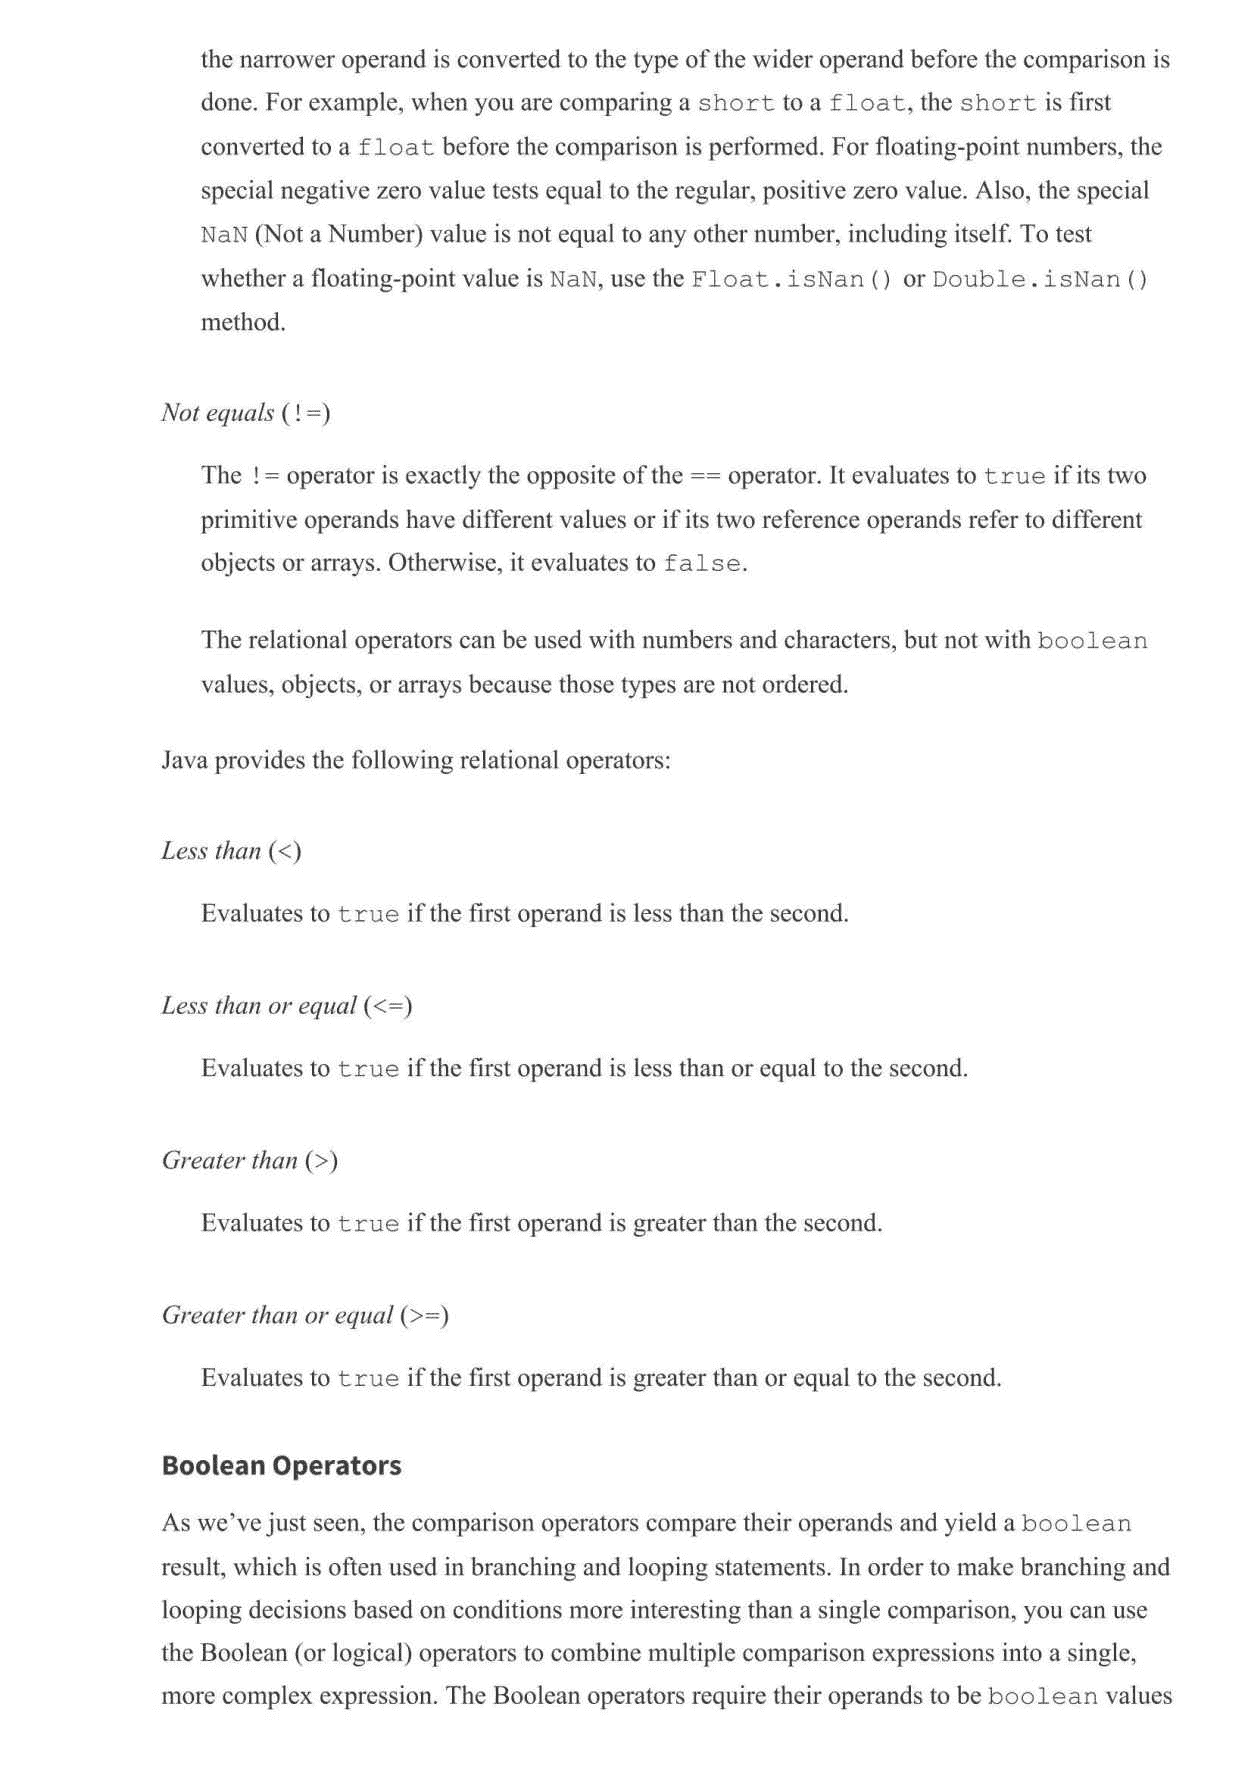 the narrower operand is converted to the type of the wider operand before the comparison is
done. For example, when you are comparing a short to a float, the short is first
converted to a float before the comparison is performed. For floating-point numbers, the
special negative zero value tests equal to the regular, positive zero value. Also, the special
NaN (Not a Number) value is not equal to any other number, including itself. To test
whether a floating-point value is NaN, use the Float.isNan() or Double.isNan()
method.
Not equals (!=)
The != operator is exactly the opposite of the == operator. It evaluates to true if its two
primitive operands have different values or if its two reference operands refer to different
objects or arrays. Otherwise, it evaluates to false.
The relational operators can be used with numbers and characters, but not with boolean
values, objects, or arrays because those types are not ordered.
Java provides the following relational operators:
Less than (<)
Evaluates to true if the first operand is less than the second.
Less than or equal (<=)
Evaluates to true if the first operand is less than or equal to the second.
Greater than (>)
Evaluates to true if the first operand is greater than the second.
Greater than or equal (>=)
Evaluates to true if the first operand is greater than or equal to the second.
Boolean Operators
As we’ve just seen, the comparison operators compare their operands and yield a boolean
result, which is often used in branching and looping statements. In order to make branching and
looping decisions based on conditions more interesting than a single comparison, you can use
the Boolean (or logical) operators to combine multiple comparison expressions into a single,
more complex expression. The Boolean operators require their operands to be boolean values